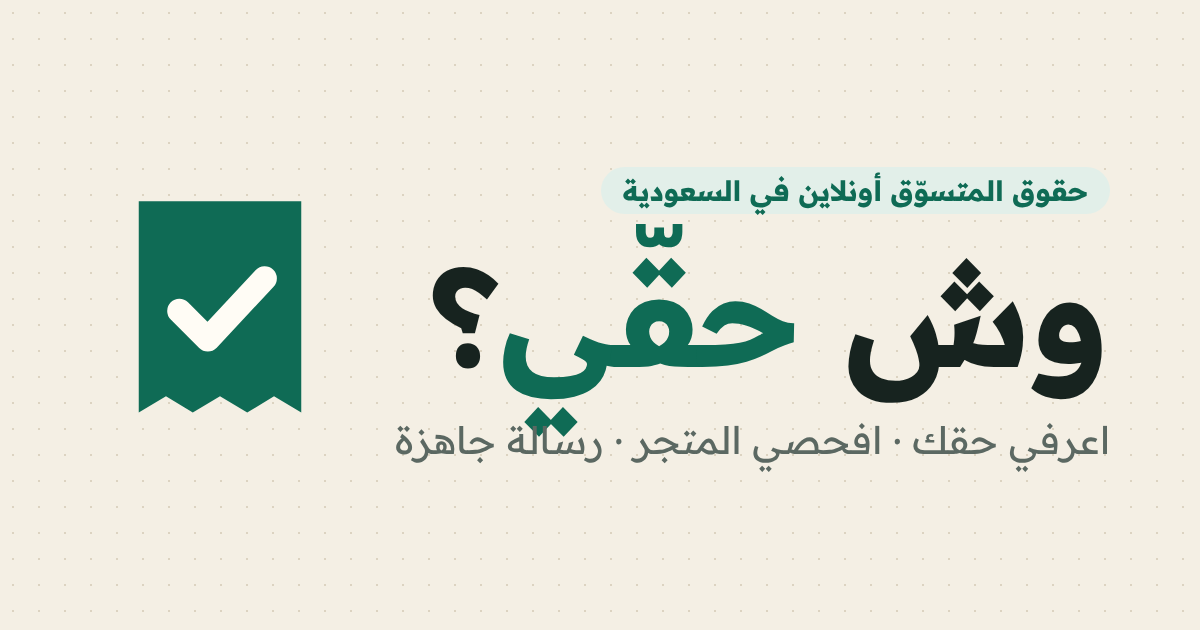 حقوق المتسوّق أونلاين في السعودية
وش حقّي؟
اعرفي حقك · افحصي المتجر · رسالة جاهزة